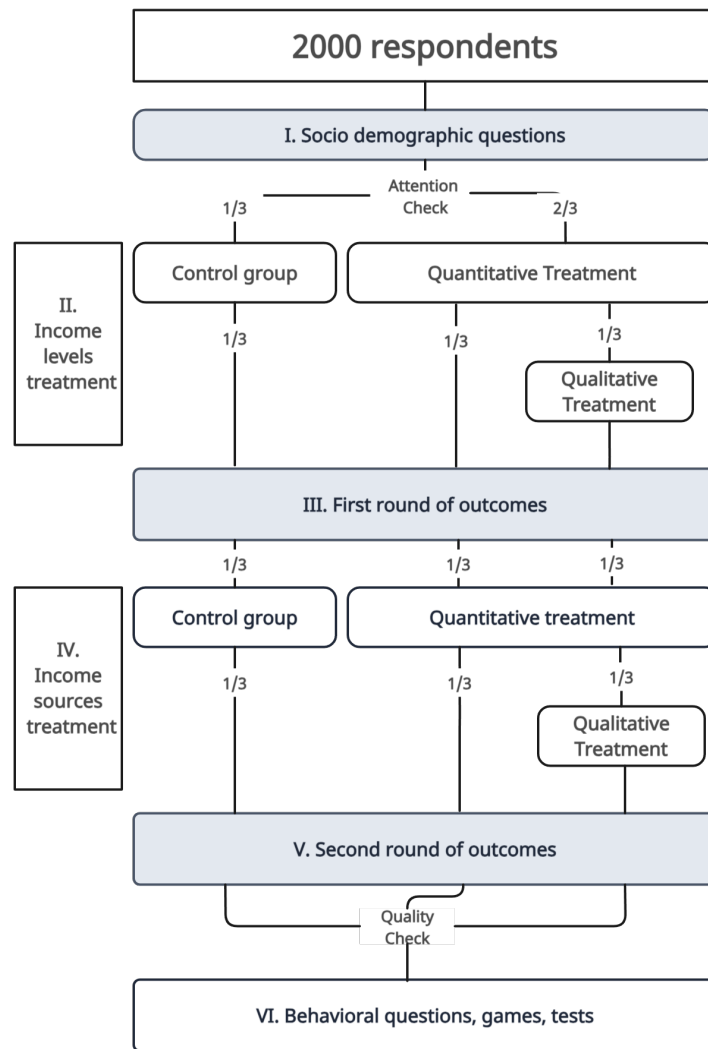 2000 respondents
I. Socio demographic questions
Attention
Check
1/3
2/3
II.
Income
levels
treatment
Control group
Quantitative Treatment
1/3
1/3
1/3
Qualitative
Treatment
III. First round of outcomes
1/3
1/3
1/3
IV.
Income
sources
treatment
Control group
Quantitative treatment
1/3
1/3
1/3
Qualitative
Treatment
V. Second round of outcomes
Quality
Check
VI. Behavioral questions, games, tests